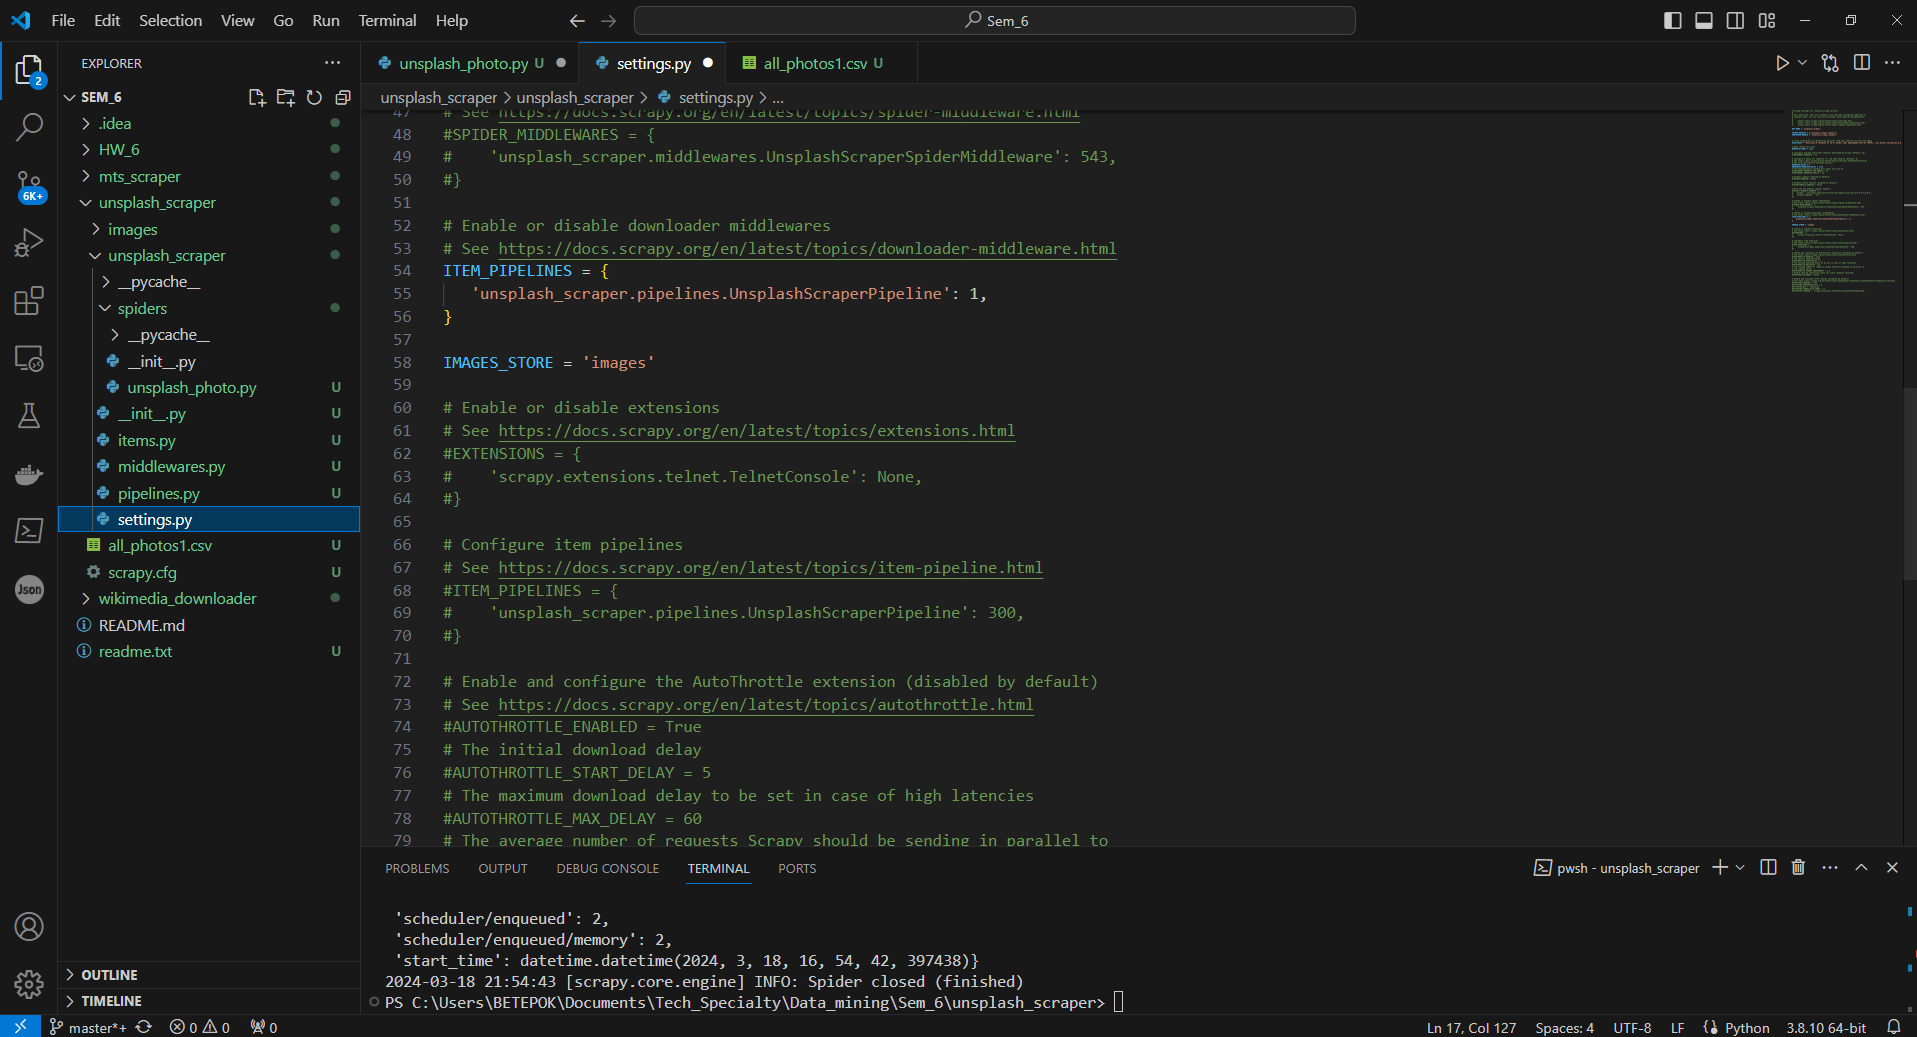 File Edit Selection View Go Run Terminal Help
Sem_6
EXPLORER
2
SEM_6
.idea
HW_6
mts_scraper
6K+
unsplash_scraper
images
unsplash_scraper
__pycache__
spiders
__pycache__
__init__.py
unsplash_photo.py U
__init__.py U
items.py U
middlewares.py U
pipelines.py U
settings.py
all_photos1.csv U
scrapy.cfg U
Json
wikimedia_downloader
README.md
readme.txt U
OUTLINE
TIMELINE
unsplash_photo.py U
settings.py
all_photos1.csv U
unsplash_scraper > unsplash_scraper > settings.py > ...
47 # See https://docs.scrapy.org/en/latest/topics/spider-middleware.html
48 #SPIDER_MIDDLEWARES = {
49 #    'unsplash_scraper.middlewares.UnsplashScraperSpiderMiddleware': 543,
50 #}
51
52 # Enable or disable downloader middlewares
53 # See https://docs.scrapy.org/en/latest/topics/downloader-middleware.html
54 ITEM_PIPELINES = {
55    'unsplash_scraper.pipelines.UnsplashScraperPipeline': 1,
56 }
57
58 IMAGES_STORE = 'images'
59
60 # Enable or disable extensions
61 # See https://docs.scrapy.org/en/latest/topics/extensions.html
62 #EXTENSIONS = {
63 #    'scrapy.extensions.telnet.TelnetConsole': None,
64 #}
65
66 # Configure item pipelines
67 # See https://docs.scrapy.org/en/latest/topics/item-pipeline.html
68 #ITEM_PIPELINES = {
69 #    'unsplash_scraper.pipelines.UnsplashScraperPipeline': 300,
70 #}
71
72 # Enable and configure the AutoThrottle extension (disabled by default)
73 # See https://docs.scrapy.org/en/latest/topics/autothrottle.html
74 #AUTOTHROTTLE_ENABLED = True
75 # The initial download delay
76 #AUTOTHROTTLE_START_DELAY = 5
77 # The maximum download delay to be set in case of high latencies
78 #AUTOTHROTTLE_MAX_DELAY = 60
79 # The average number of requests Scrapy should be sending in parallel to
PROBLEMS OUTPUT DEBUG CONSOLE TERMINAL PORTS
pwsh - unsplash_scraper
'scheduler/enqueued': 2,
'scheduler/enqueued/memory': 2,
'start_time': datetime.datetime(2024, 3, 18, 16, 54, 42, 397438)}
2024-03-18 21:54:43 [scrapy.core.engine] INFO: Spider closed (finished)
PS C:\Users\BETEPOK\Documents\Tech_Specialty\Data_mining\Sem_6\unsplash_scraper>
master*+ 0 0 0
Ln 17, Col 127 Spaces: 4 UTF-8 LF Python 3.8.10 64-bit